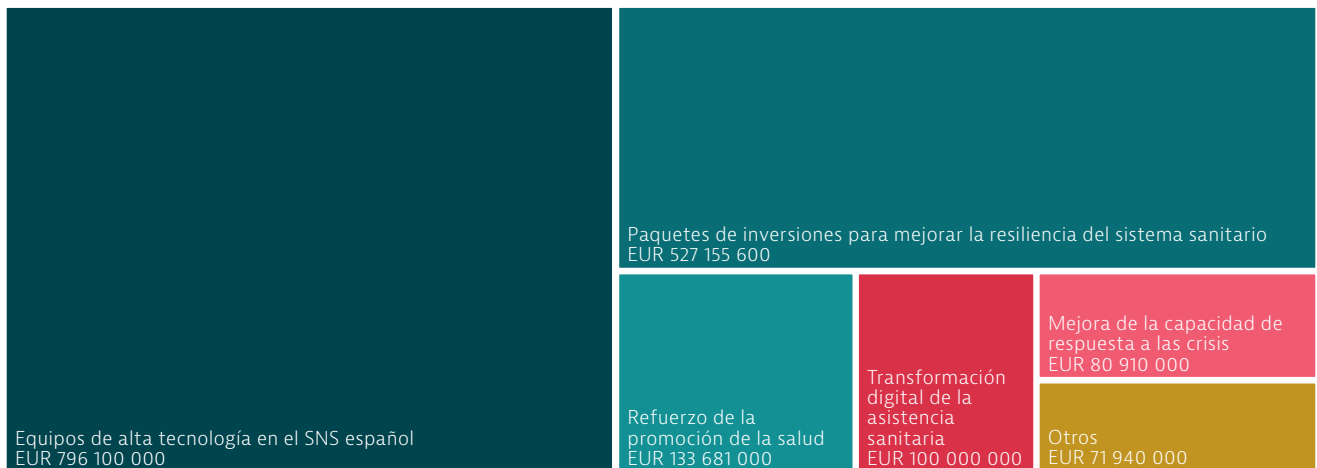 Equipos de alta tecnología en el SNS español
EUR 796 100 000
Paquetes de inversiones para mejorar la resiliencia del sistema sanitario
EUR 527 155 600
Refuerzo de la
promoción de la salud
EUR 133 681 000
Transformación
digital de la
asistencia
sanitaria
EUR 100 000 000
Mejora de la capacidad de
respuesta a las crisis
EUR 80 910 000
Otros
EUR 71 940 000